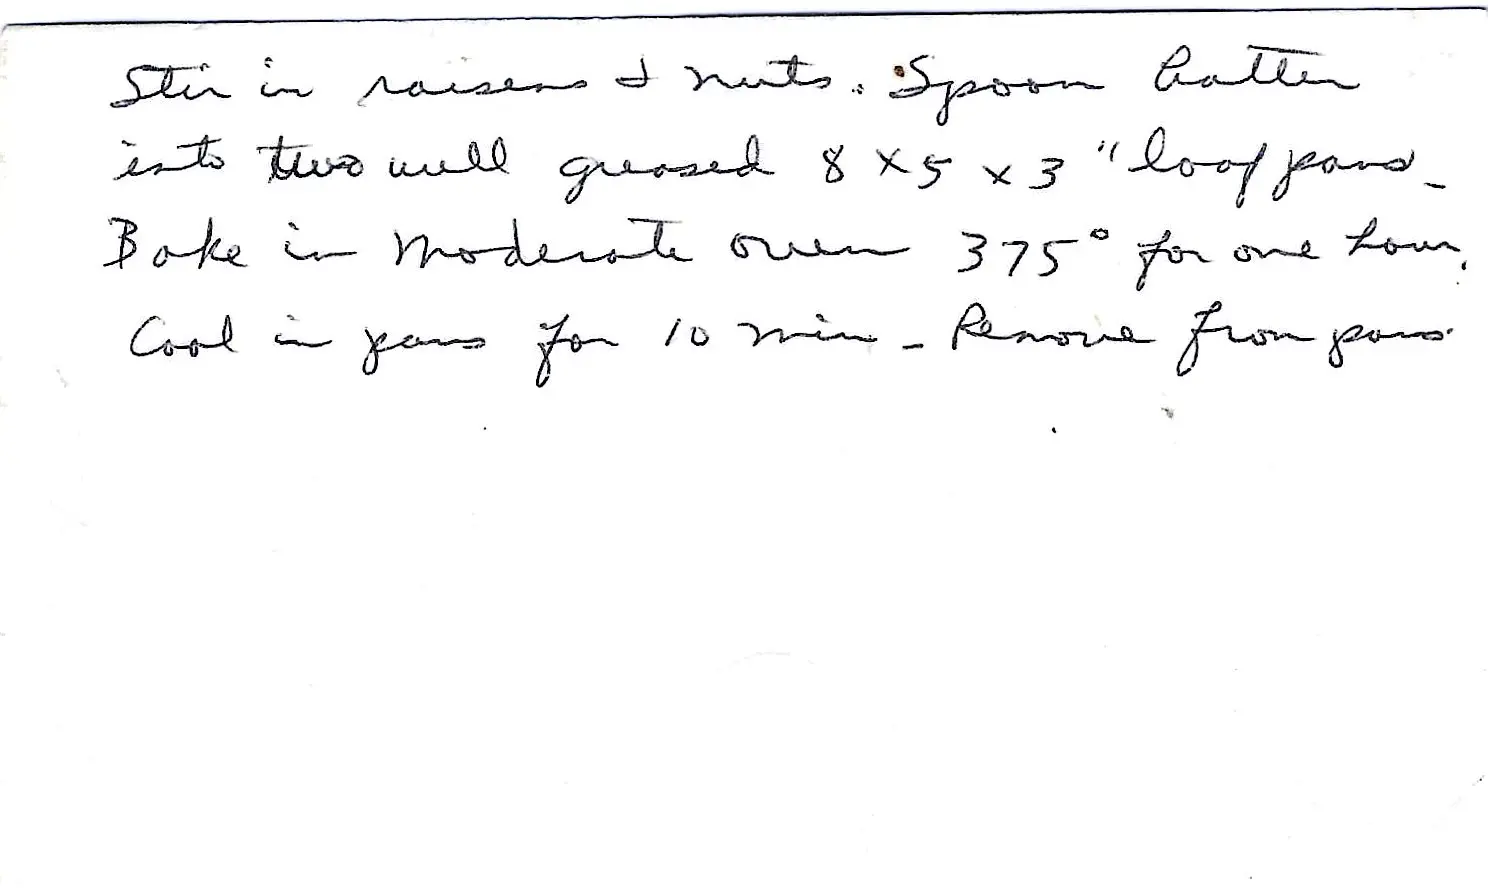 Stir in raisens & nuts. Spoon batter
into two well greased 8 x 5 x 3" loaf pans -
Bake in moderate oven 375° for one hour.
Cool in pans for 10 min - Remove from pans